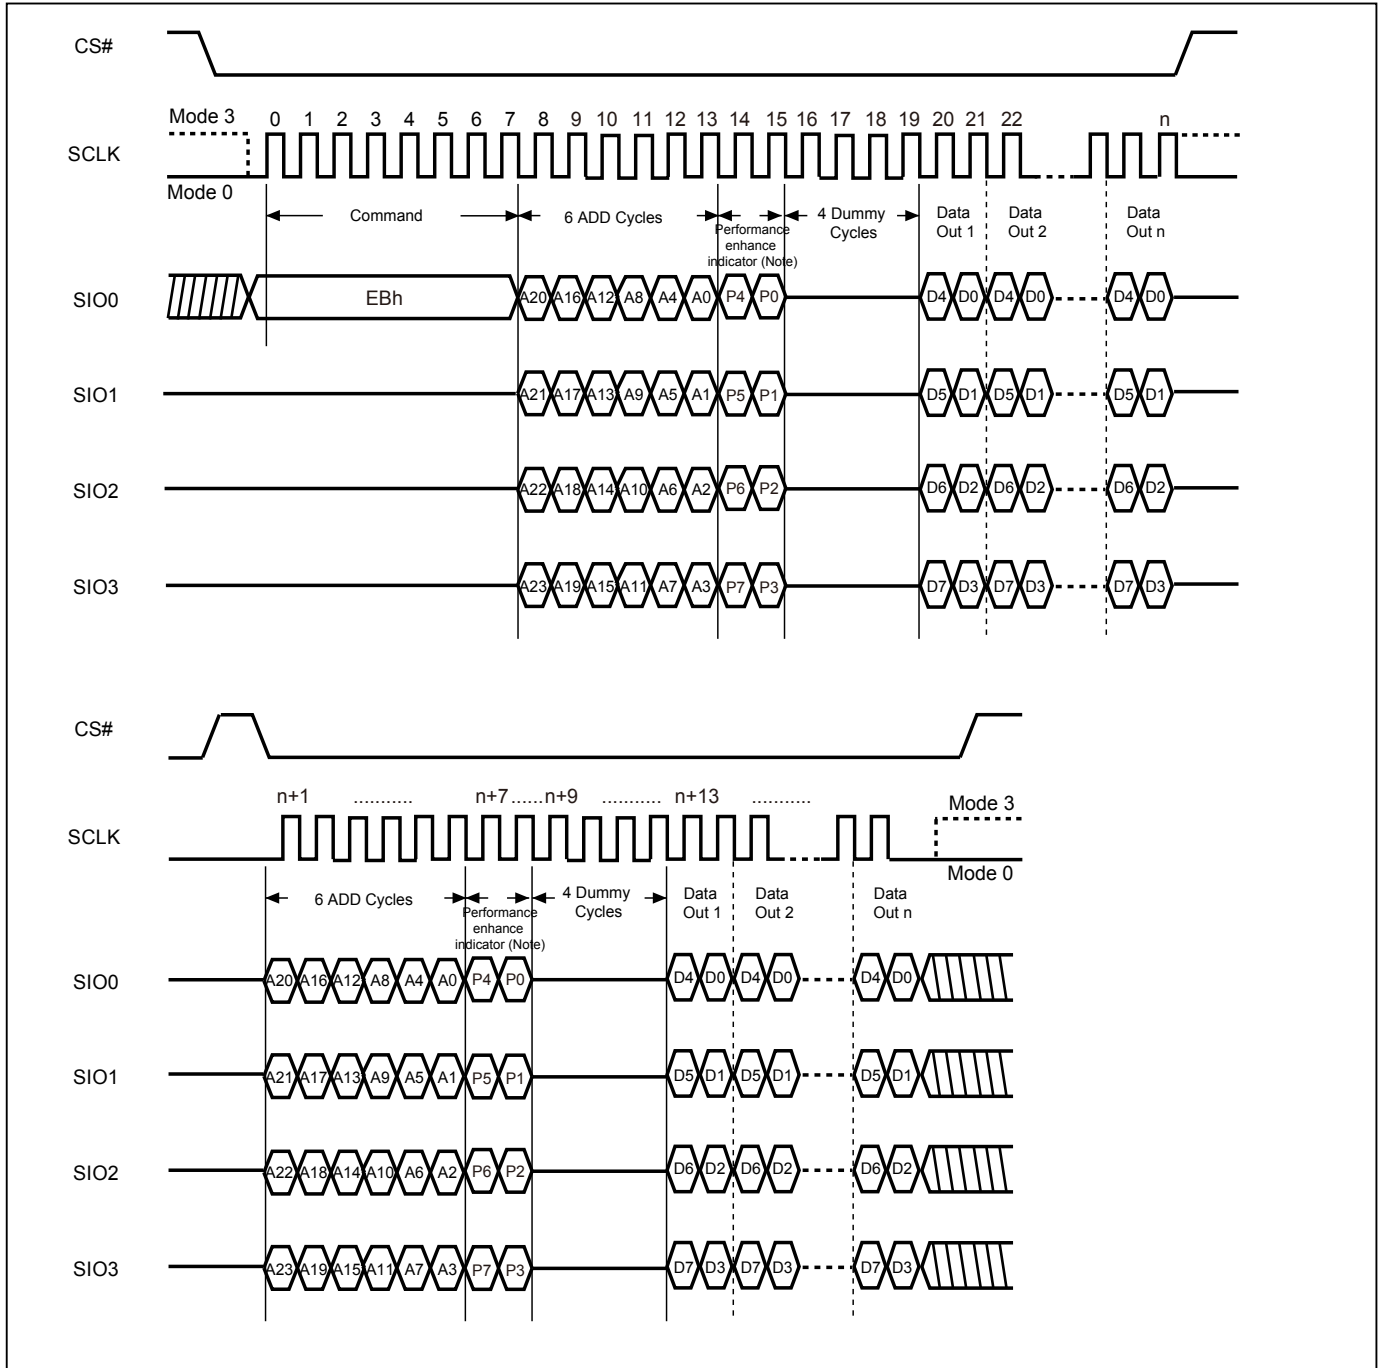 CS#
Mode 3
0 1 2 3 4 5 6 7 8 9 10 11 12 13 14 15 16 17 18 19 20 21 22 n
SCLK
Mode 0
Command
6 ADD Cycles
Performance
enhance
indicator (Note)
4 Dummy
Cycles
Data
Out 1
Data
Out 2
Data
Out n
SIO0
EBh
A20 A16 A12 A8 A4 A0 P4 P0 D4 D0 D4 D0 D4 D0
SIO1
A21 A17 A13 A9 A5 A1 P5 P1 D5 D1 D5 D1 D5 D1
SIO2
A22 A18 A14 A10 A6 A2 P6 P2 D6 D2 D6 D2 D6 D2
SIO3
A23 A19 A15 A11 A7 A3 P7 P3 D7 D3 D7 D3 D7 D3
CS#
n+1 ........... n+7 ...... n+9 ........... n+13 ...........
Mode 3
SCLK
Mode 0
6 ADD Cycles
Performance
enhance
indicator (Note)
4 Dummy
Cycles
Data
Out 1
Data
Out 2
Data
Out n
SIO0
A20 A16 A12 A8 A4 A0 P4 P0 D4 D0 D4 D0 D4 D0
SIO1
A21 A17 A13 A9 A5 A1 P5 P1 D5 D1 D5 D1 D5 D1
SIO2
A22 A18 A14 A10 A6 A2 P6 P2 D6 D2 D6 D2 D6 D2
SIO3
A23 A19 A15 A11 A7 A3 P7 P3 D7 D3 D7 D3 D7 D3